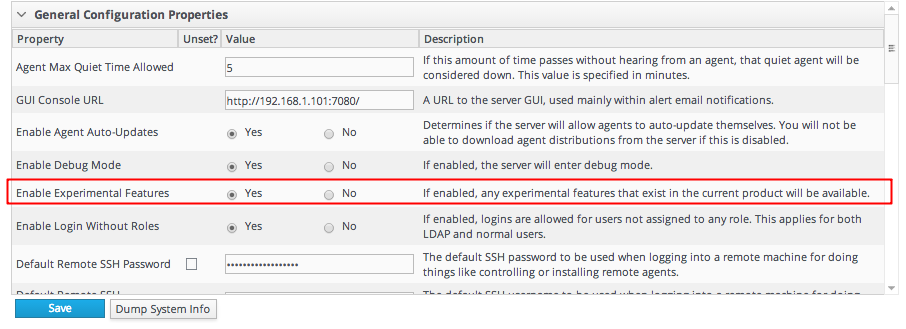 General Configuration Properties
Property Unset? Value Description
Agent Max Quiet Time Allowed 5 If this amount of time passes without hearing from an agent, that quiet agent will be
considered down. This value is specified in minutes.
GUI Console URL http://192.168.1.101:7080/ A URL to the server GUI, used mainly within alert email notifications.
Enable Agent Auto-Updates Yes No Determines if the server will allow agents to auto-update themselves. You will not be
able to download agent distributions from the server if this is disabled.
Enable Debug Mode Yes No If enabled, the server will enter debug mode.
Enable Experimental Features Yes No If enabled, any experimental features that exist in the current product will be available.
Enable Login Without Roles Yes No If enabled, logins are allowed for users not assigned to any role. This applies for both
LDAP and normal users.
Default Remote SSH Password ••••••••••••••••• The default SSH password to be used when logging into a remote machine for doing
things like controlling or installing remote agents.
Default Remote SSH The default SSH username to be used when logging into a remote machine for doing
Save Dump System Info